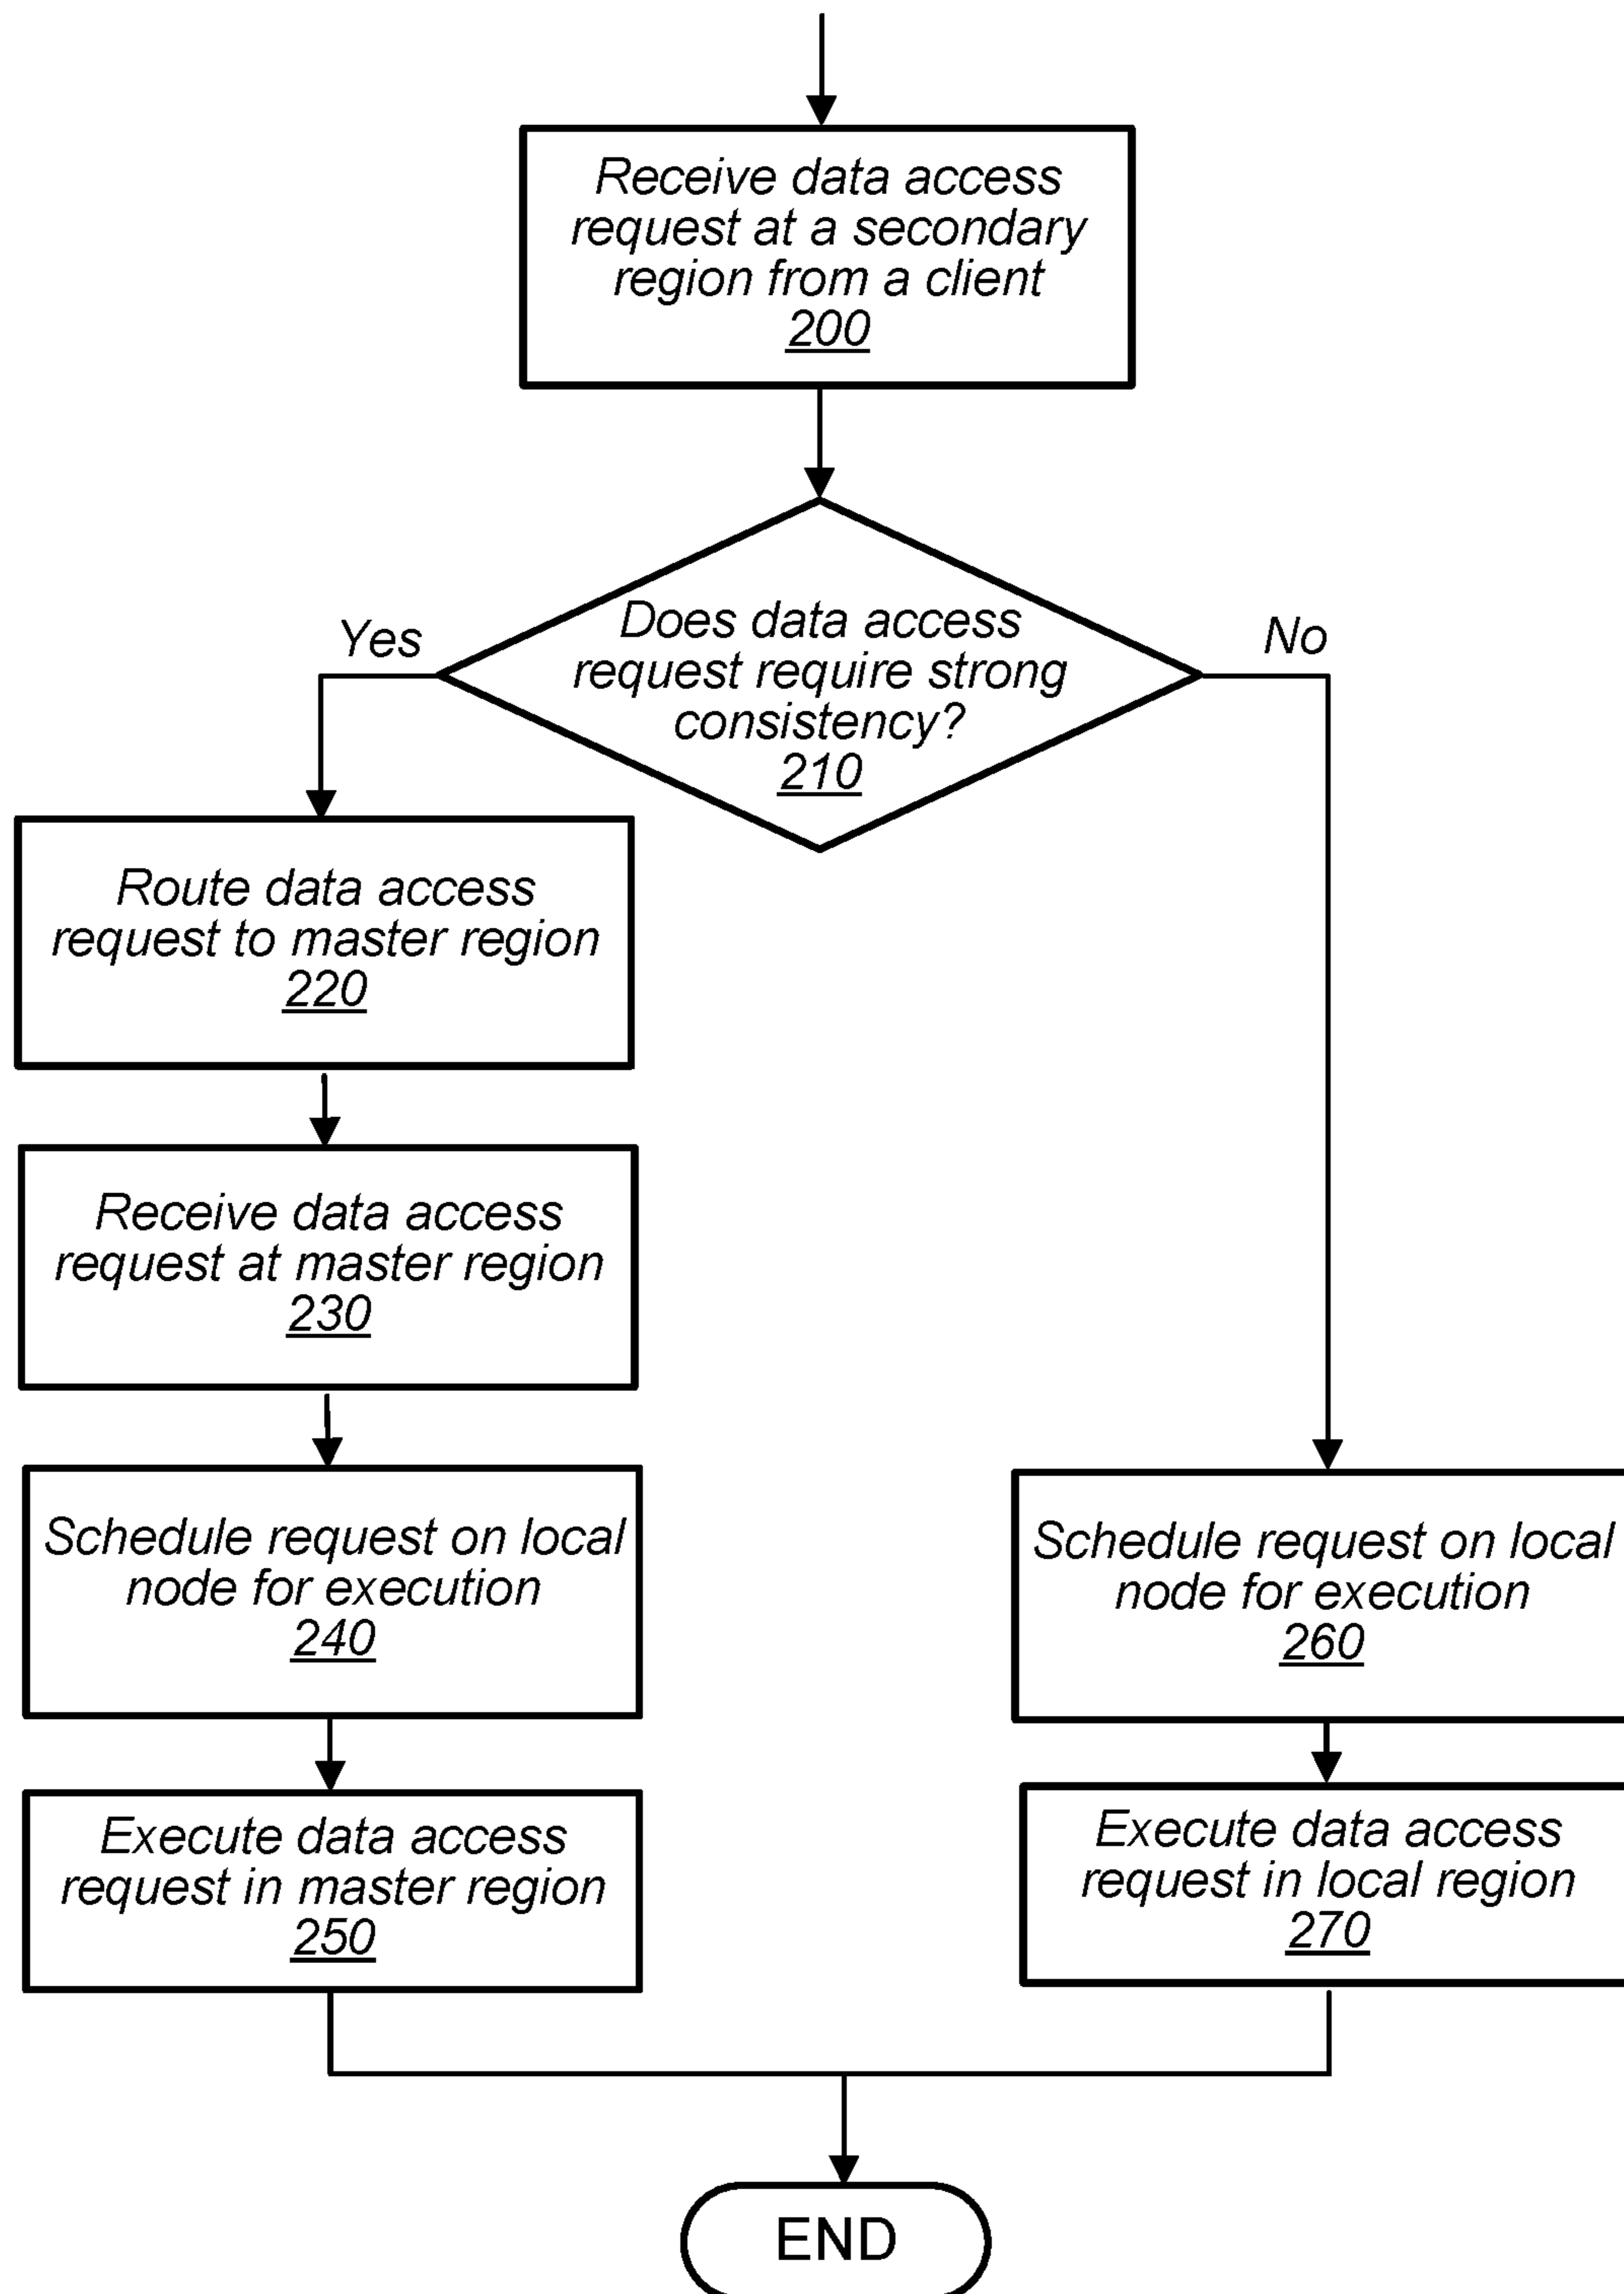 Receive data access
request at a secondary
region from a client
200
Does data access
request require strong
consistency?
210
Yes
No
Route data access
request to master region
220
Receive data access
request at master region
230
Schedule request on local
node for execution
240
Schedule request on local
node for execution
260
Execute data access
request in master region
250
Execute data access
request in local region
270
END